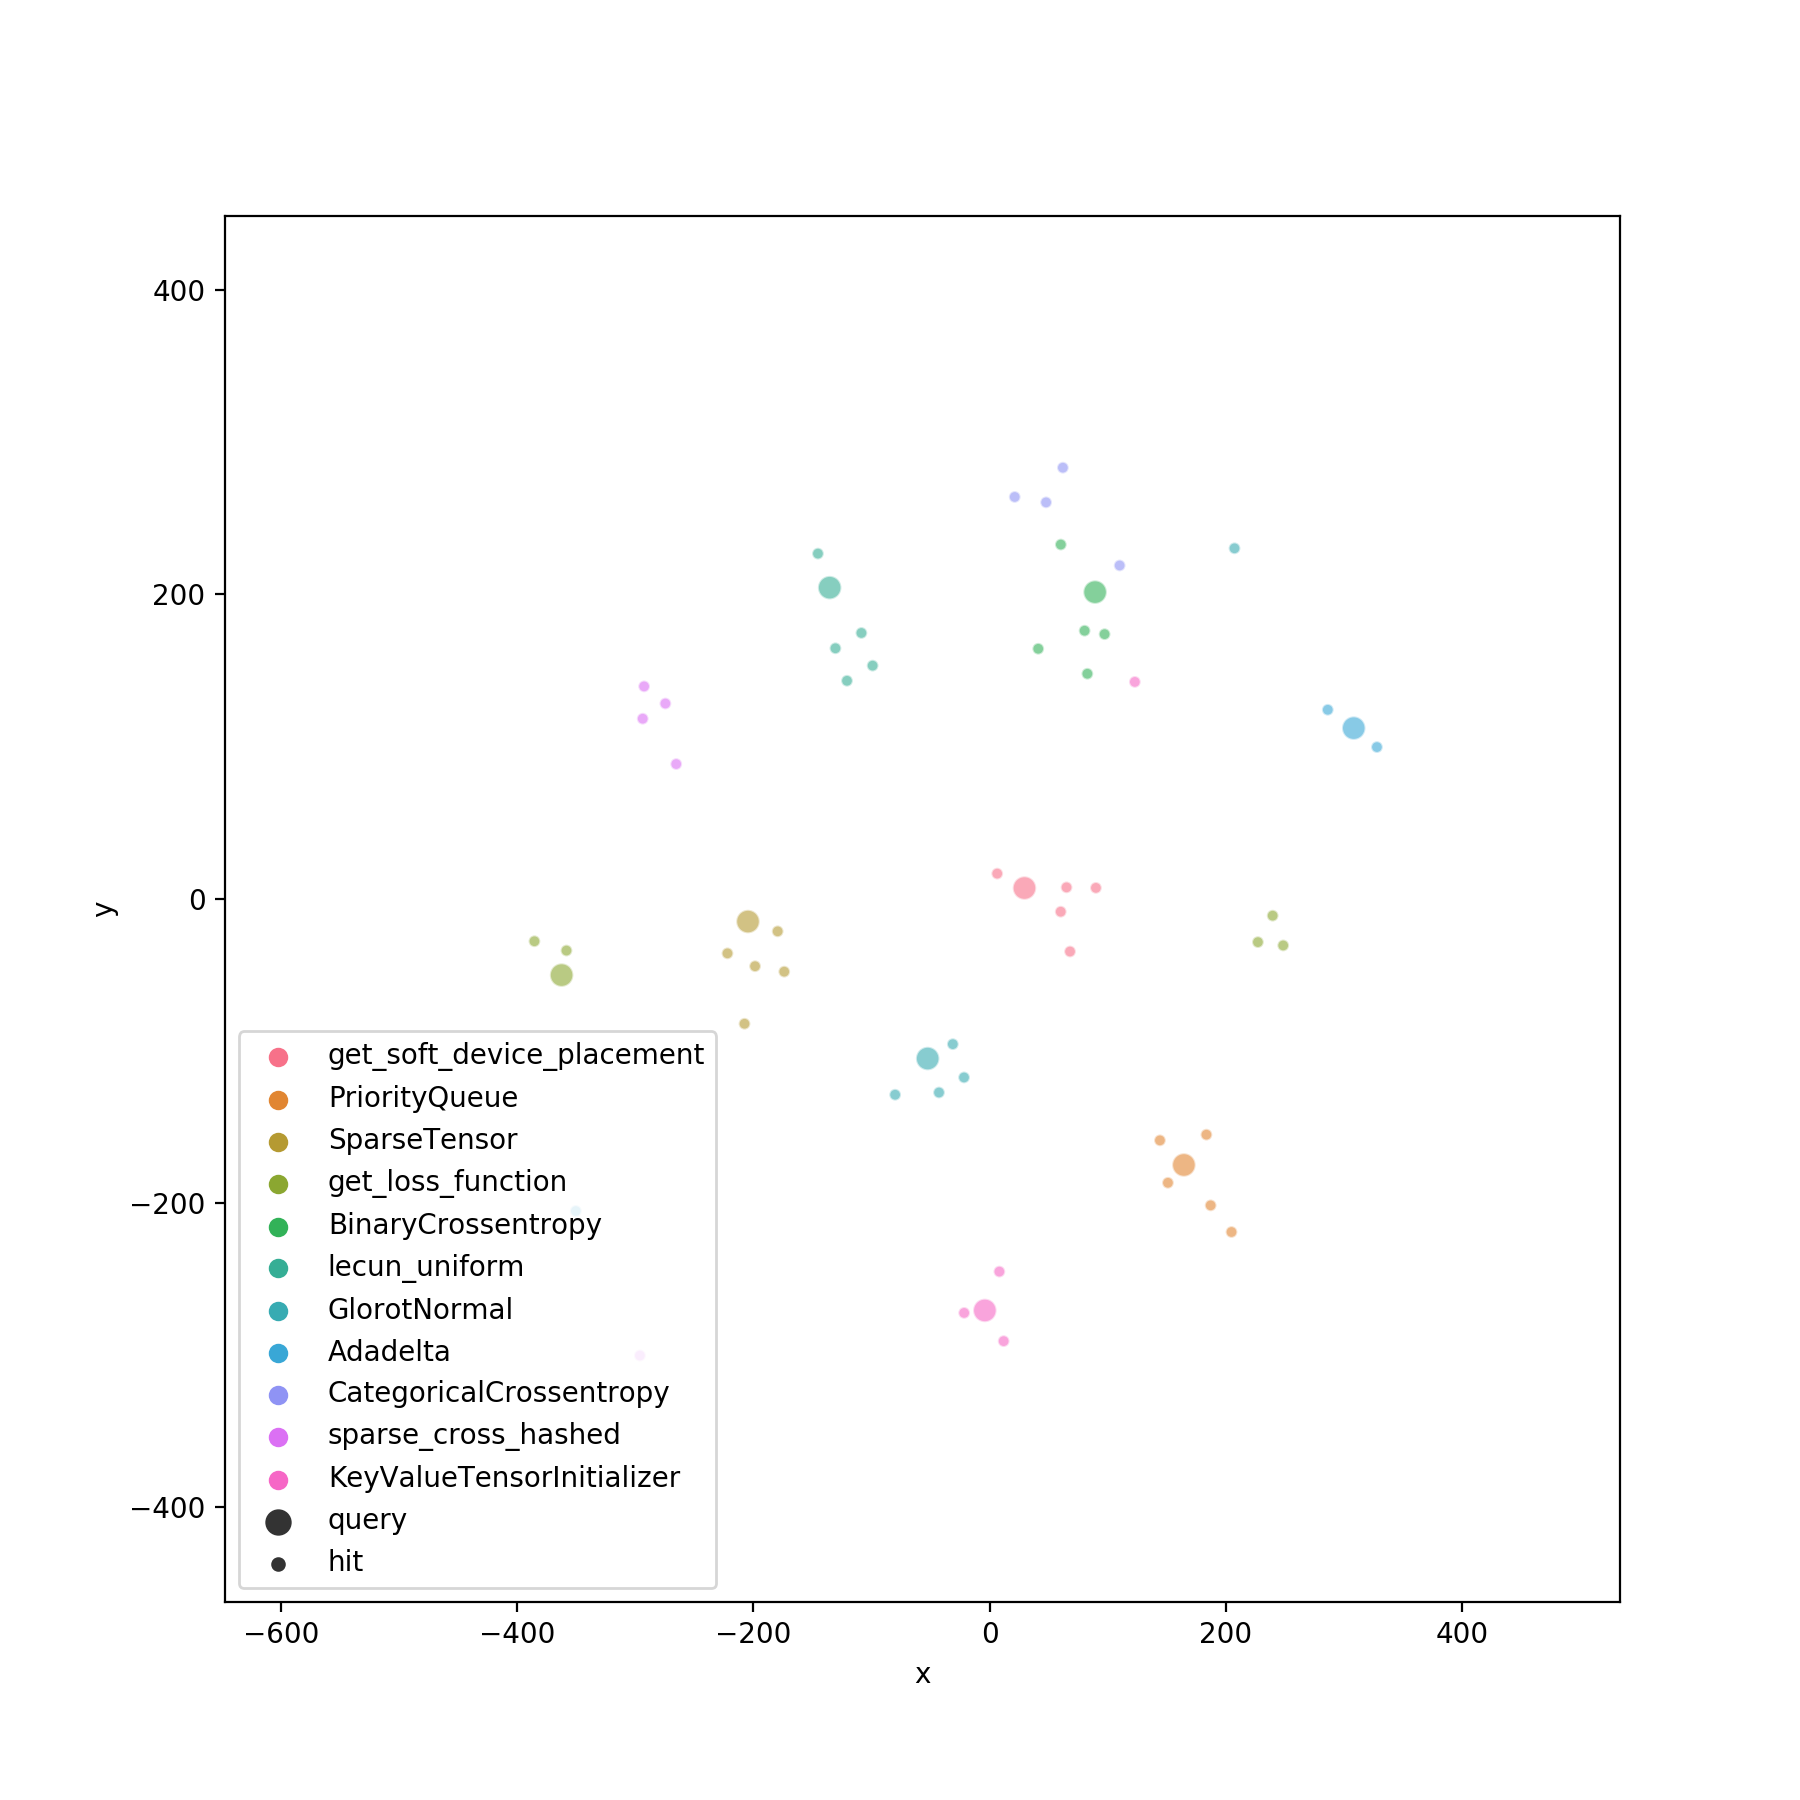 400
200
0
−200
−400
y
get_soft_device_placement
PriorityQueue
SparseTensor
get_loss_function
BinaryCrossentropy
lecun_uniform
GlorotNormal
Adadelta
CategoricalCrossentropy
sparse_cross_hashed
KeyValueTensorInitializer
query
hit
−600 −400 −200 0 200 400
x